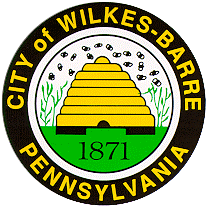 CITY of WILKES-BARRE
1871
PENNSYLVANIA